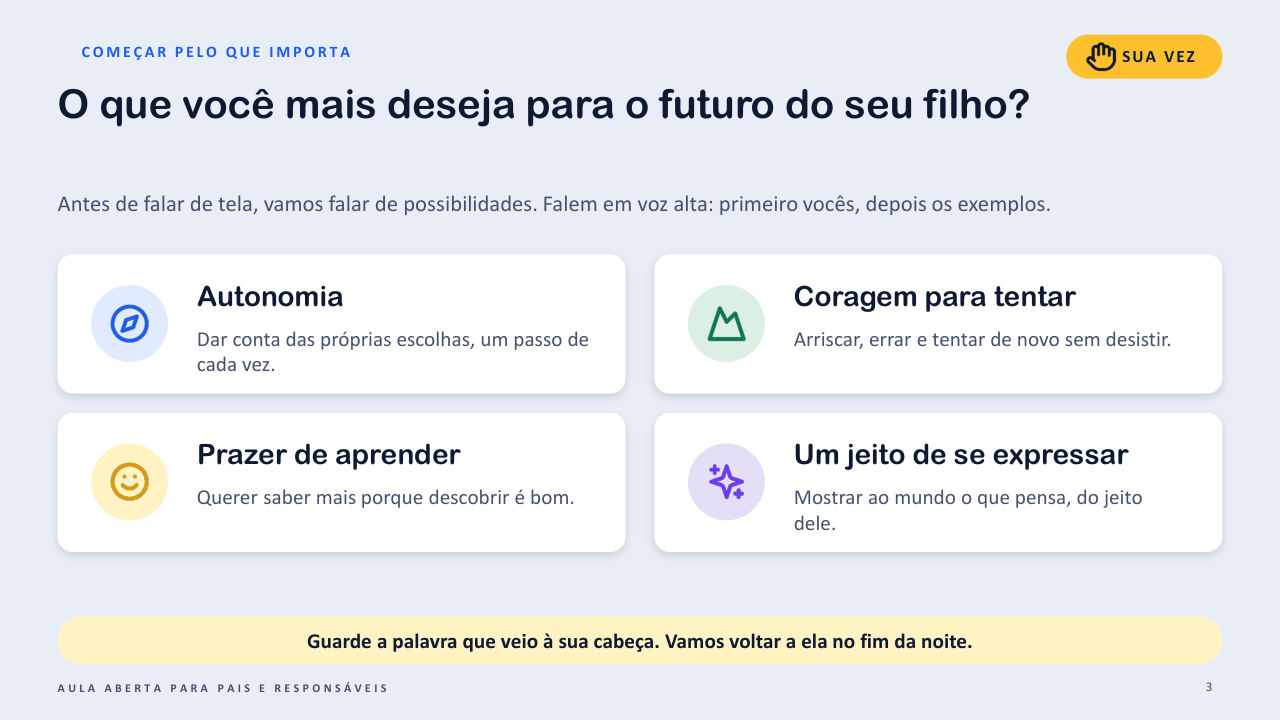 COMEÇAR PELO QUE IMPORTA
SUA VEZ
O que você mais deseja para o futuro do seu filho?
Antes de falar de tela, vamos falar de possibilidades. Falem em voz alta: primeiro vocês, depois os exemplos.
Autonomia
Dar conta das próprias escolhas, um passo de
cada vez.
Coragem para tentar
Arriscar, errar e tentar de novo sem desistir.
Prazer de aprender
Querer saber mais porque descobrir é bom.
Um jeito de se expressar
Mostrar ao mundo o que pensa, do jeito
dele.
Guarde a palavra que veio à sua cabeça. Vamos voltar a ela no fim da noite.
AULA ABERTA PARA PAIS E RESPONSÁVEIS
3